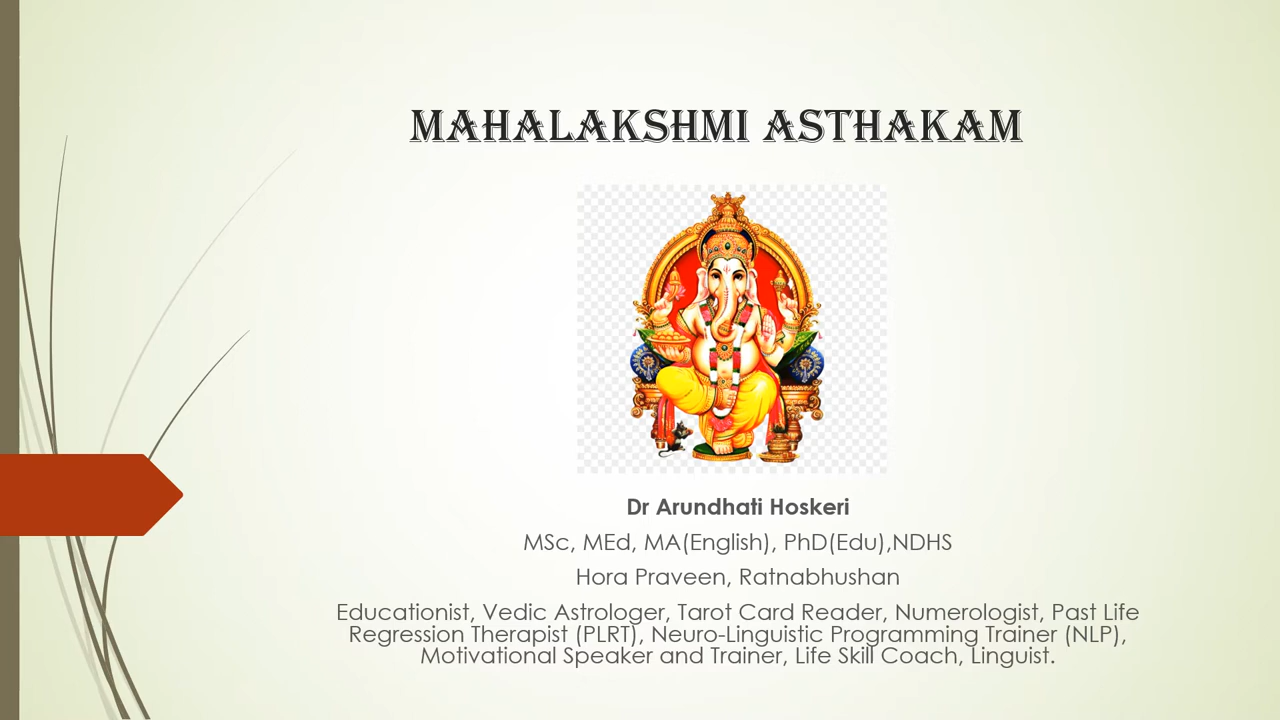 MAHALAKSHMI ASTHAKAM
Dr Arundhati Hoskeri
MSc, MEd, MA(English), PhD(Edu),NDHS
Hora Praveen, Ratnabhushan
Educationist, Vedic Astrologer, Tarot Card Reader, Numerologist, Past Life
Regression Therapist (PLRT), Neuro-Linguistic Programming Trainer (NLP),
Motivational Speaker and Trainer, Life Skill Coach, Linguist.